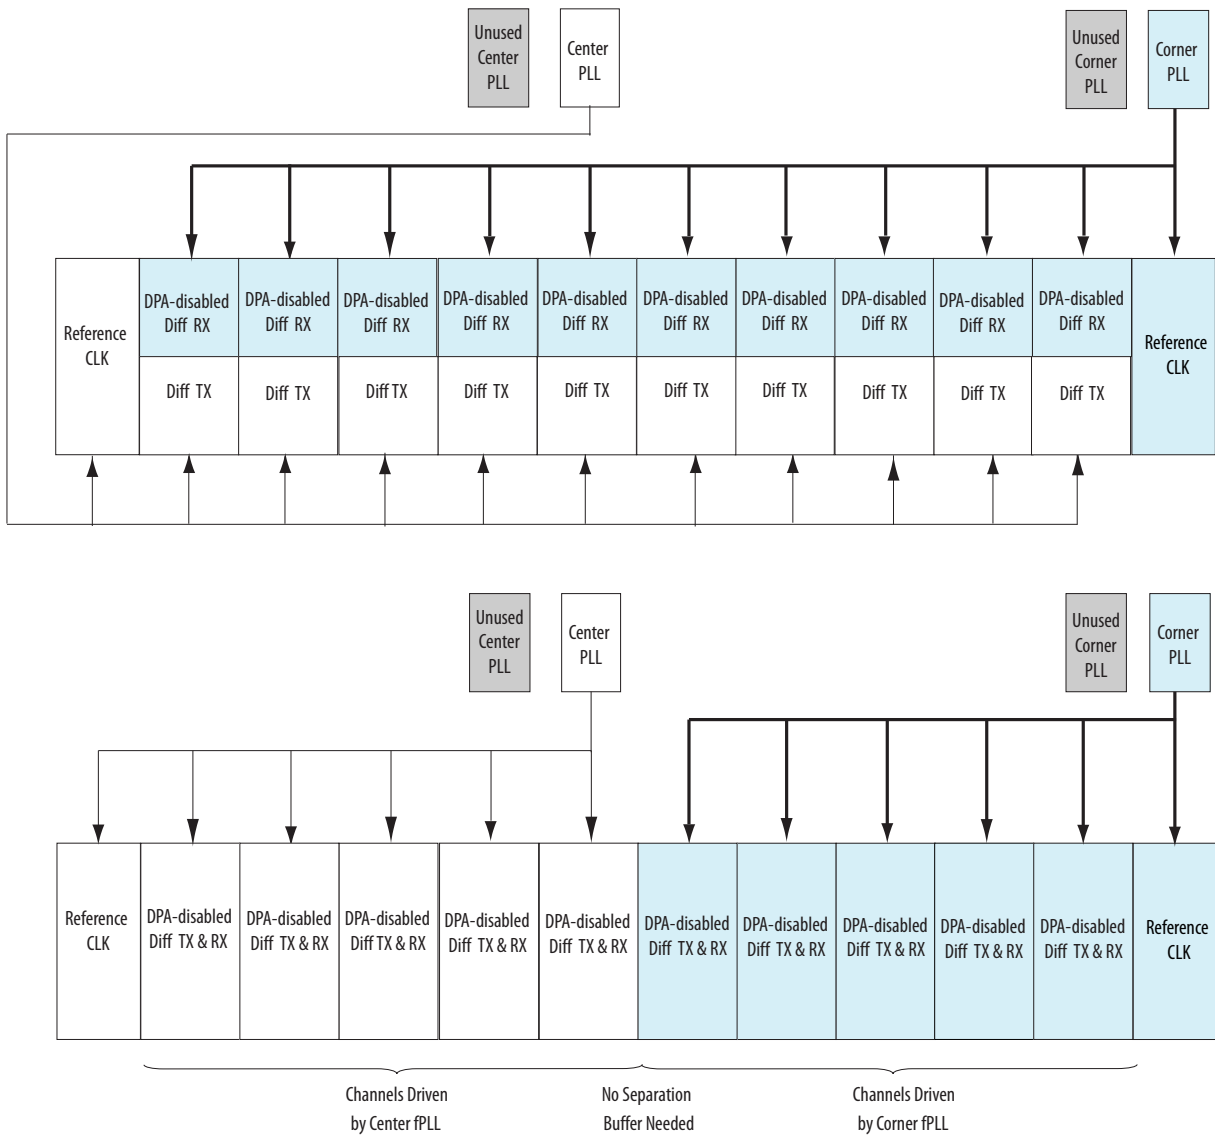 Unused
Center
PLL
Center
PLL
Unused
Corner
PLL
Corner
PLL
Reference
CLK
DPA-disabled
Diff RX
DPA-disabled
Diff RX
DPA-disabled
Diff RX
DPA-disabled
Diff RX
DPA-disabled
Diff RX
DPA-disabled
Diff RX
DPA-disabled
Diff RX
DPA-disabled
Diff RX
DPA-disabled
Diff RX
DPA-disabled
Diff RX
Reference
CLK
Diff TX
Diff TX
Diff TX
Diff TX
Diff TX
Diff TX
Diff TX
Diff TX
Diff TX
Diff TX
Unused
Center
PLL
Center
PLL
Unused
Corner
PLL
Corner
PLL
Reference
CLK
DPA-disabled
Diff TX & RX
DPA-disabled
Diff TX & RX
DPA-disabled
Diff TX & RX
DPA-disabled
Diff TX & RX
DPA-disabled
Diff TX & RX
DPA-disabled
Diff TX & RX
DPA-disabled
Diff TX & RX
DPA-disabled
Diff TX & RX
DPA-disabled
Diff TX & RX
DPA-disabled
Diff TX & RX
Reference
CLK
Channels Driven
by Center fPLL
No Separation
Buffer Needed
Channels Driven
by Corner fPLL